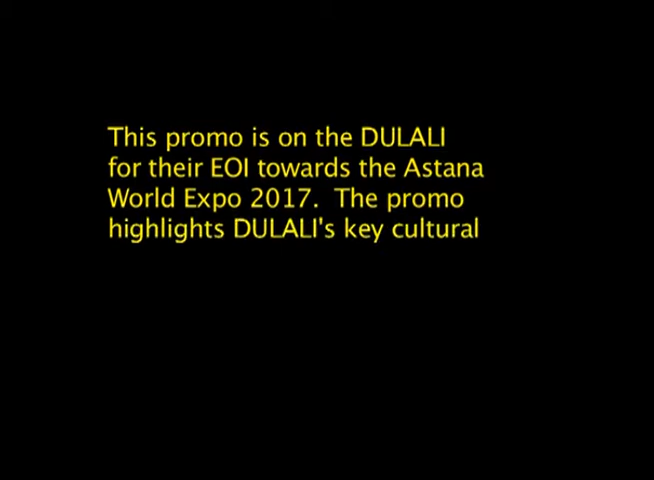 This promo is on the DULALI
for their EOI towards the Astana
World Expo 2017.  The promo
highlights DULALI's key cultural